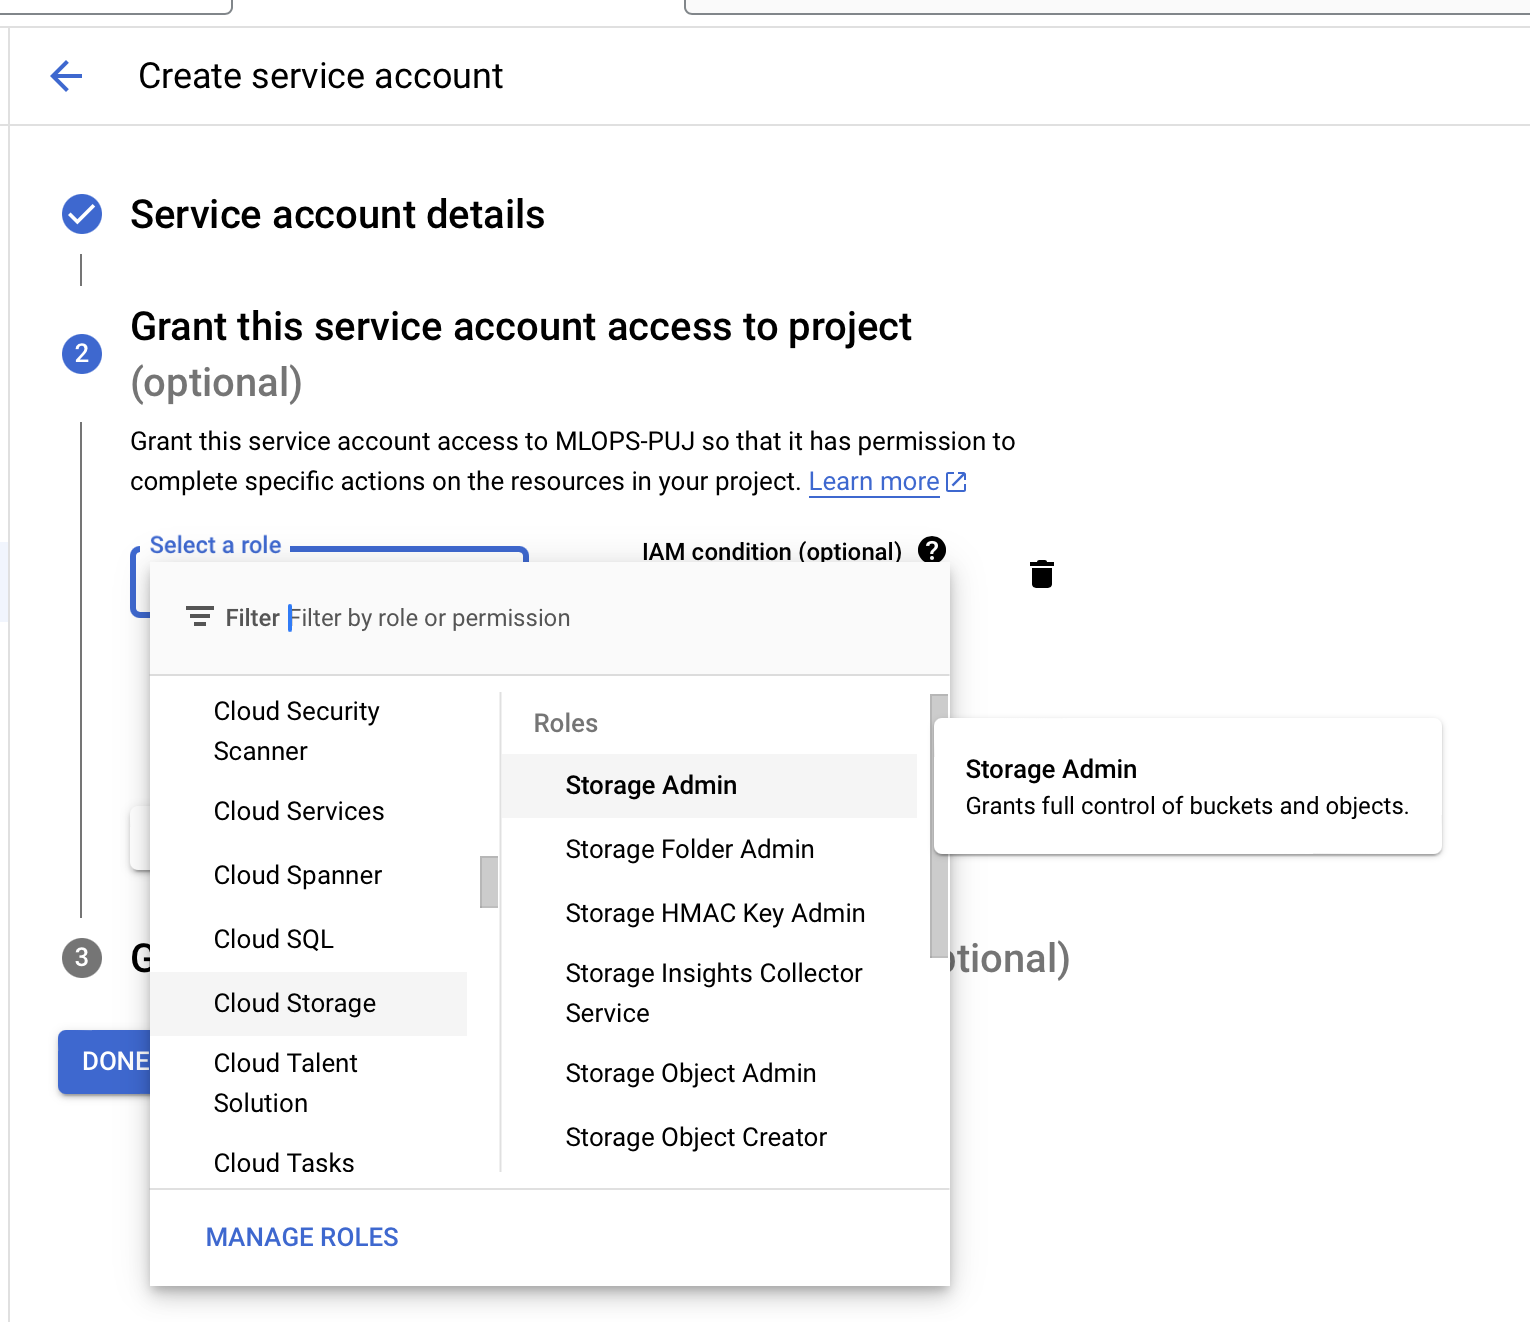 Create service account
Service account details
2
Grant this service account access to project
(optional)
Grant this service account access to MLOPS-PUJ so that it has permission to
complete specific actions on the resources in your project. Learn more
Select a role
IAM condition (optional) ?
Filter Filter by role or permission
Cloud Security
Scanner
Cloud Services
Cloud Spanner
Cloud SQL
Cloud Storage
Cloud Talent
Solution
Cloud Tasks
Roles
Storage Admin
Storage Folder Admin
Storage HMAC Key Admin
Storage Insights Collector
Service
Storage Object Admin
Storage Object Creator
Storage Admin
Grants full control of buckets and objects.
3
G
tional)
DONE
MANAGE ROLES